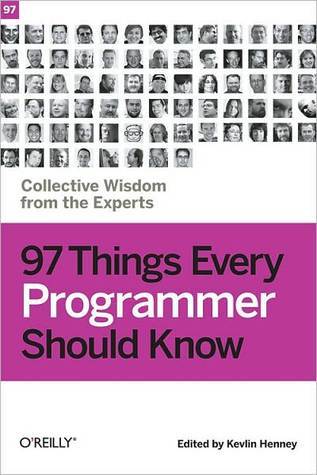 97
Collective Wisdom
from the Experts
97 Things Every
Programmer
Should Know
O'REILLY®
Edited by Kevlin Henney